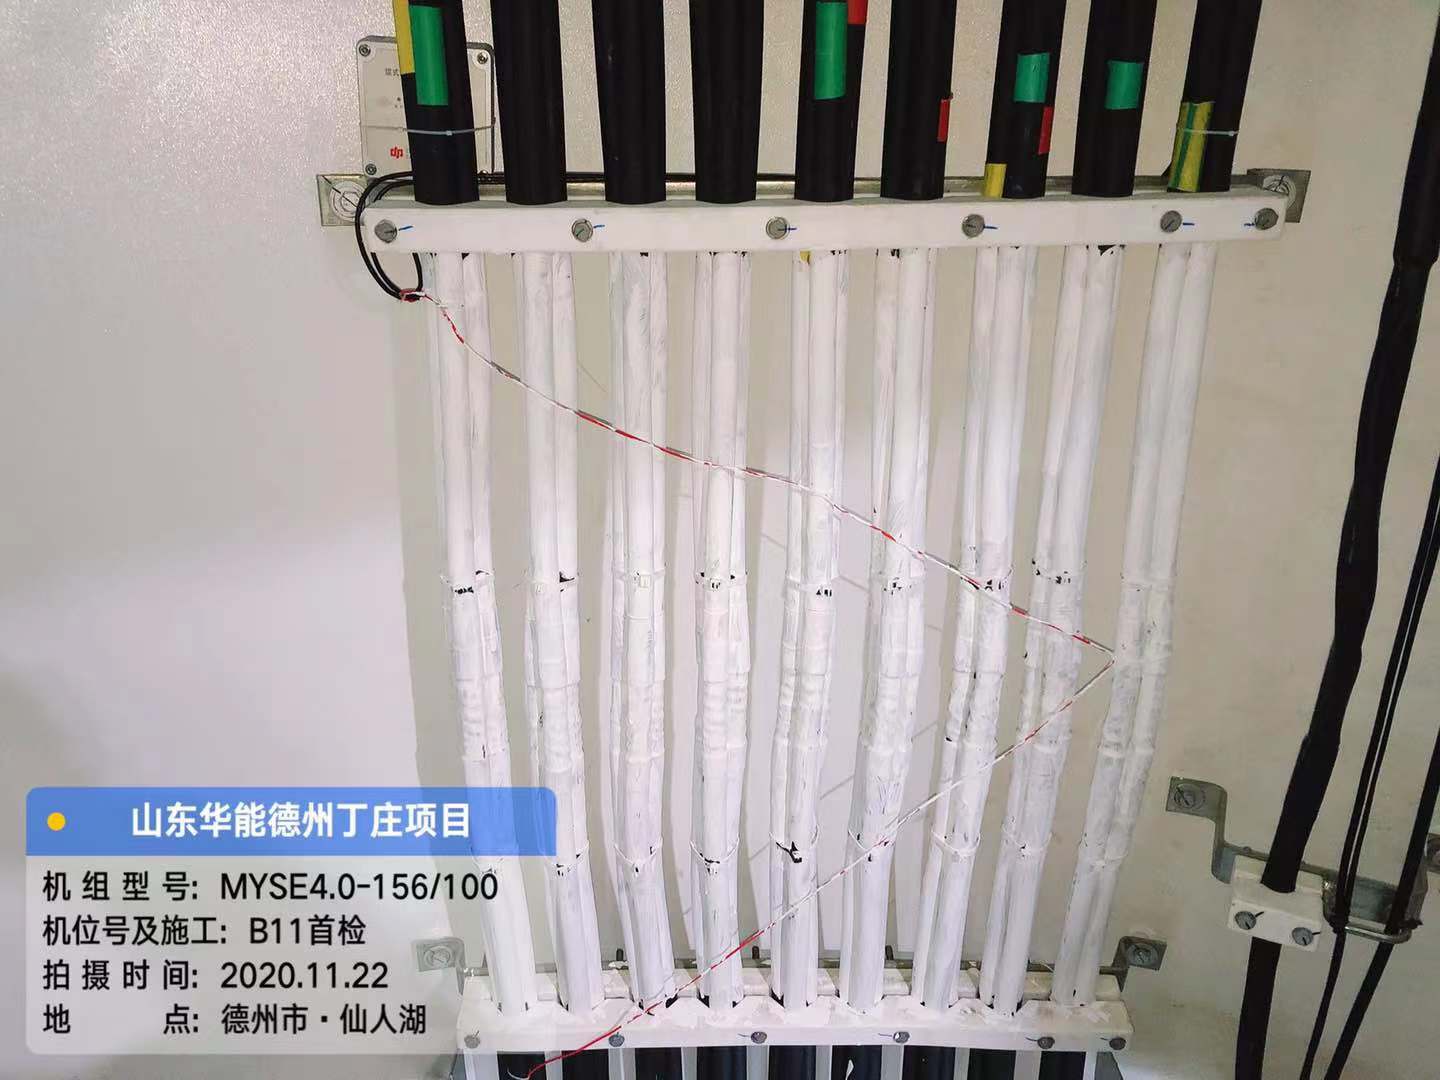 山东华能德州丁庄项目
机组型号: MYSE4.0-156/100
机位号及施工: B11首检
拍摄时间: 2020.11.22
地点: 德州市·仙人湖